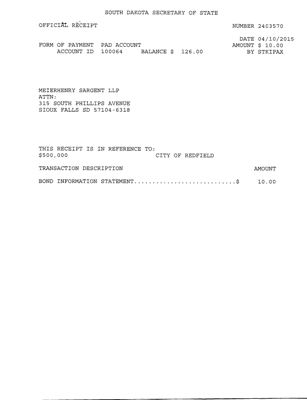 SOUTH DAKOTA SECRETARY OF STATE
OFFICIAL RECEIPT NUMBER 2403570
DATE 04/10/2015
FORM OF PAYMENT PAD ACCOUNT AMOUNT $ 10.00
ACCOUNT ID 100064 BALANCE $ 126.00 BY STRIPAX
MEIERHENRY SARGENT LLP
ATTN:
315 SOUTH PHILLIPS AVENUE
SIOUX FALLS SD 57104-6318
THIS RECEIPT IS IN REFERENCE TO:
$500,000 CITY OF REDFIELD
TRANSACTION DESCRIPTION AMOUNT
BOND INFORMATION STATEMENT............................$ 10.00